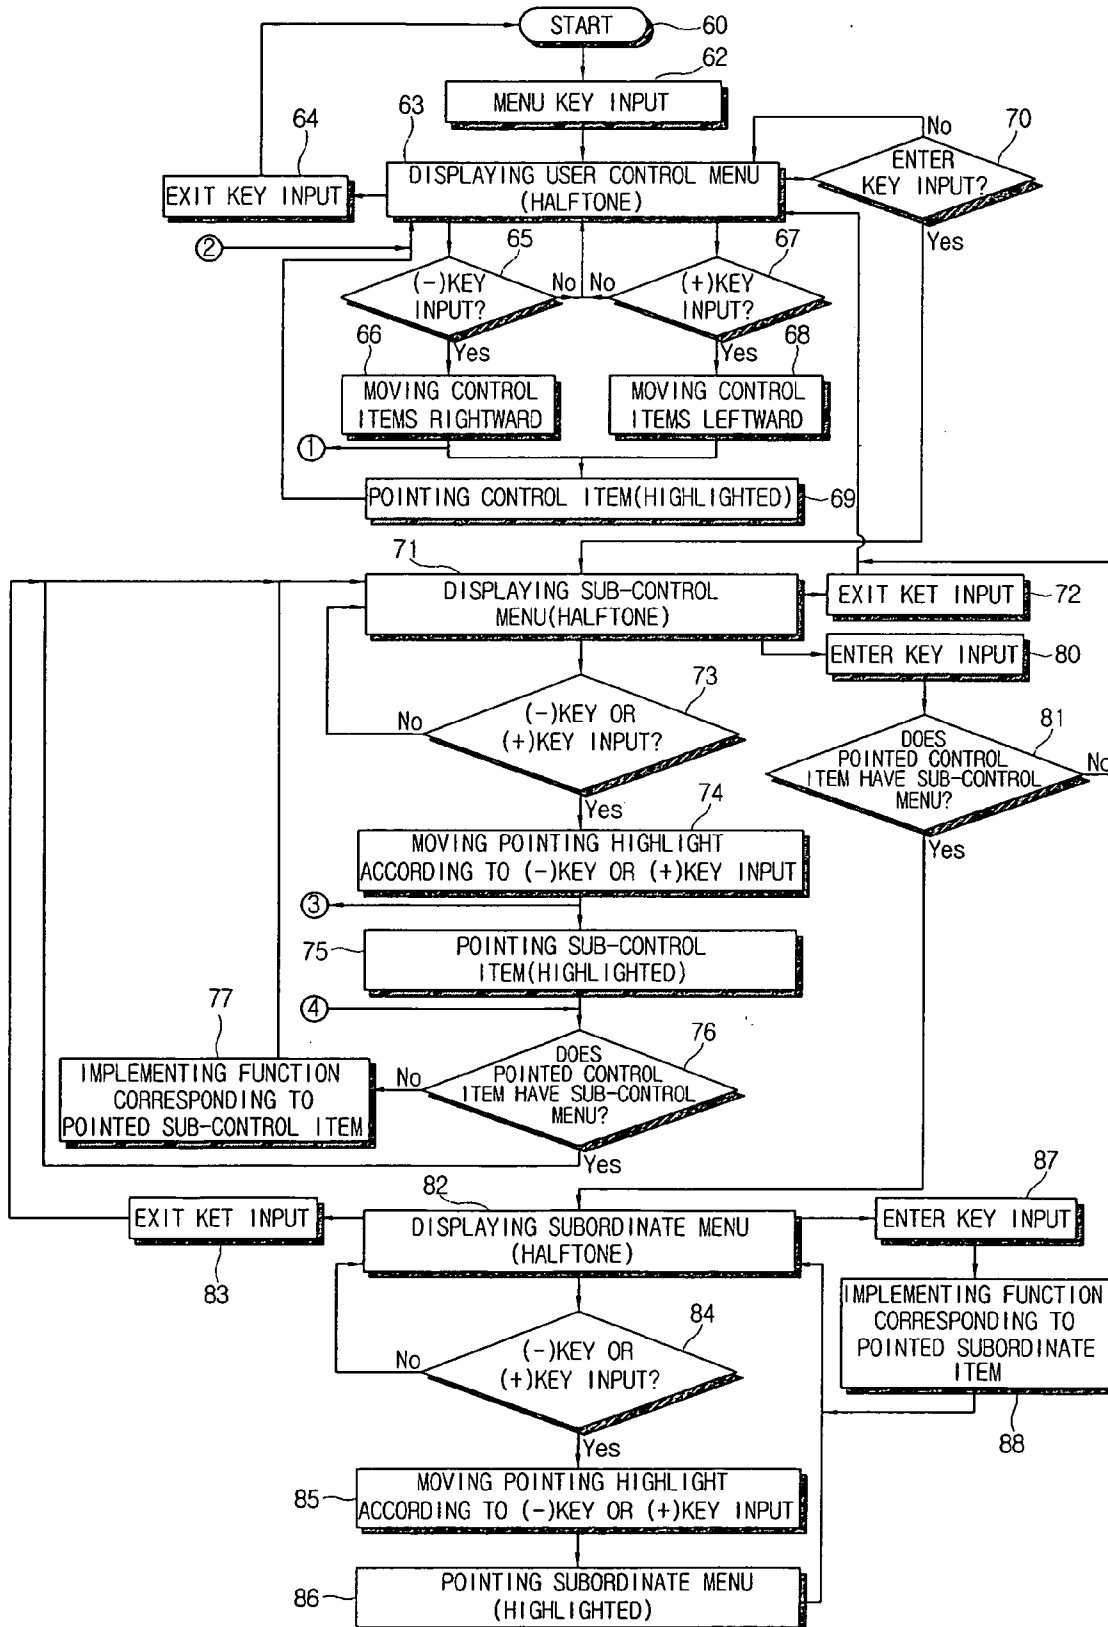 START
60
62
MENU KEY INPUT
63
64
No
70
ENTER
KEY INPUT?
DISPLAYING USER CONTROL MENU
(HALFTONE)
EXIT KEY INPUT
Yes
2
65
67
(-)KEY
INPUT?
No
No
(+)KEY
INPUT?
66
Yes
Yes
68
MOVING CONTROL
ITEMS RIGHTWARD
MOVING CONTROL
ITEMS LEFTWARD
1
POINTING CONTROL ITEM(HIGHLIGHTED)
69
71
DISPLAYING SUB-CONTROL
MENU(HALFTONE)
EXIT KET INPUT
72
ENTER KEY INPUT
80
73
No
(-)KEY OR
(+)KEY INPUT?
81
DOES
POINTED CONTROL
ITEM HAVE SUB-CONTROL
MENU?
No
Yes
74
Yes
MOVING POINTING HIGHLIGHT
ACCORDING TO (-)KEY OR (+)KEY INPUT
3
75
POINTING SUB-CONTROL
ITEM(HIGHLIGHTED)
4
77
76
DOES
POINTED CONTROL
ITEM HAVE SUB-CONTROL
MENU?
No
IMPLEMENTING FUNCTION
CORRESPONDING TO
POINTED SUB-CONTROL ITEM
Yes
82
87
EXIT KET INPUT
DISPLAYING SUBORDINATE MENU
(HALFTONE)
ENTER KEY INPUT
83
84
No
(-)KEY OR
(+)KEY INPUT?
IMPLEMENTING FUNCTION
CORRESPONDING TO
POINTED SUBORDINATE
ITEM
88
Yes
85
MOVING POINTING HIGHLIGHT
ACCORDING TO (-)KEY OR (+)KEY INPUT
86
POINTING SUBORDINATE MENU
(HIGHLIGHTED)